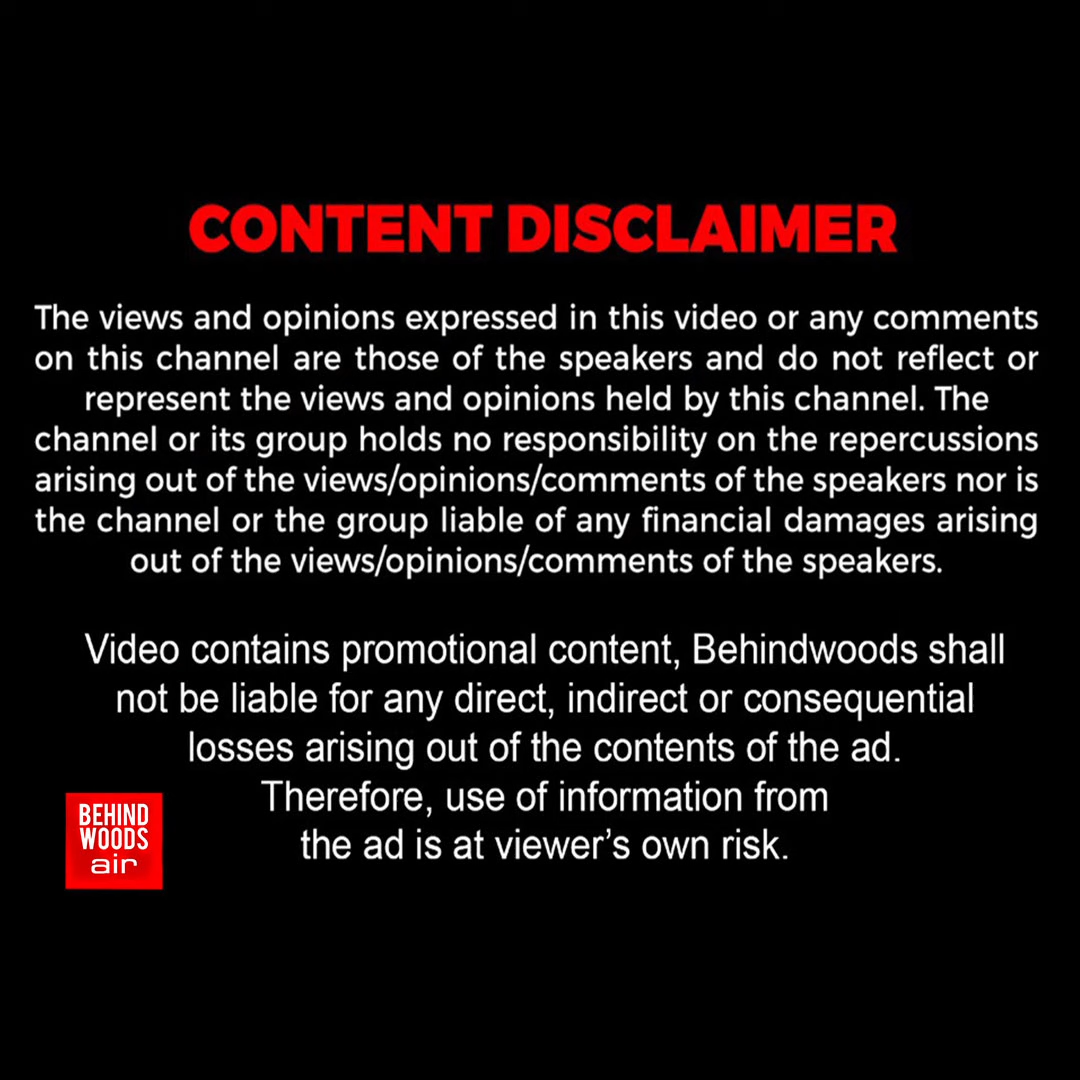 CONTENT DISCLAIMER
The views and opinions expressed in this video or any comments
on this channel are those of the speakers and do not reflect or
represent the views and opinions held by this channel. The
channel or its group holds no responsibility on the repercussions
arising out of the views/opinions/comments of the speakers nor is
the channel or the group liable of any financial damages arising
out of the views/opinions/comments of the speakers.
Video contains promotional content, Behindwoods shall
not be liable for any direct, indirect or consequential
losses arising out of the contents of the ad.
Therefore, use of information from
the ad is at viewer’s own risk.
BEHIND
WOODS
air